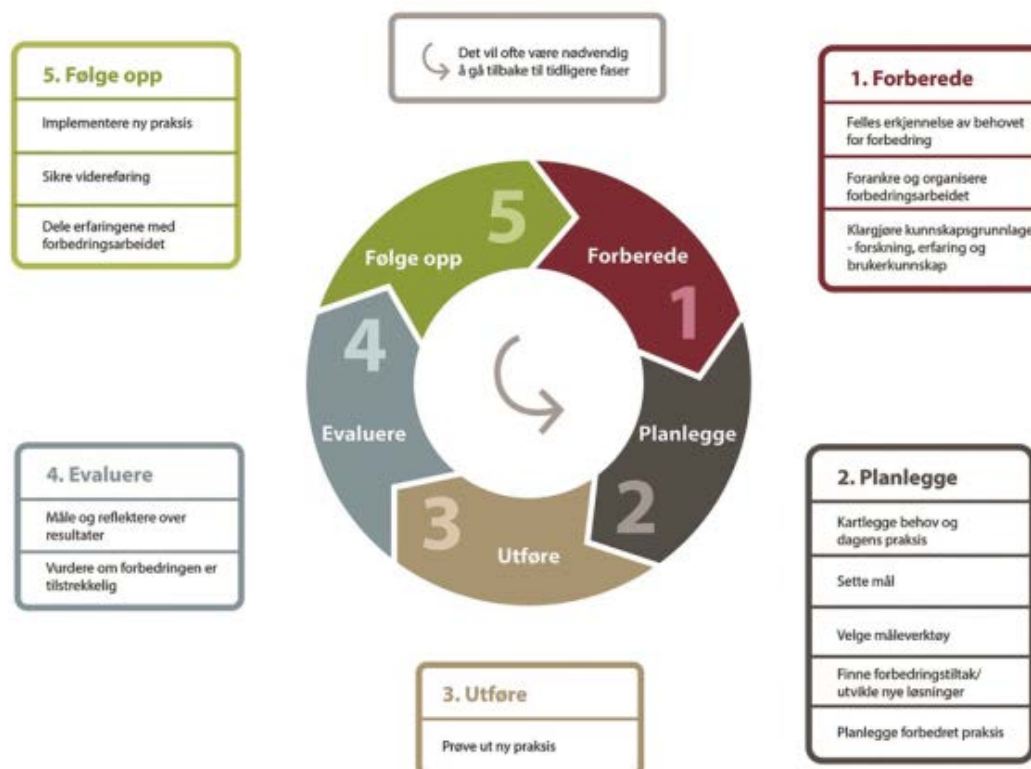 Det vil ofte være nødvendig
å gå tilbake til tidligere faser
5. Følge opp
Implementere ny praksis
Sikre videreføring
Dele erfaringene med
forbedringsarbeidet
1. Forberede
Felles erkjennelse av behovet
for forbedring
Forankre og organisere
forbedringsarbeidet
Klargjøre kunnskapsgrunnlage
- forskning, erfaring og
brukerkunnskap
5
Følge opp
Forberede
1
4
Evaluere
Planlegge
2
3
Utføre
4. Evaluere
Måle og reflektere over
resultater
Vurdere om forbedringen er
tilstrekkelig
2. Planlegge
Kartlegge behov og
dagens praksis
Sette mål
Velge måleverktøy
Finne forbedringstiltak/
utvikle nye løsninger
Planlegge forbedret praksis
3. Utføre
Prøve ut ny praksis